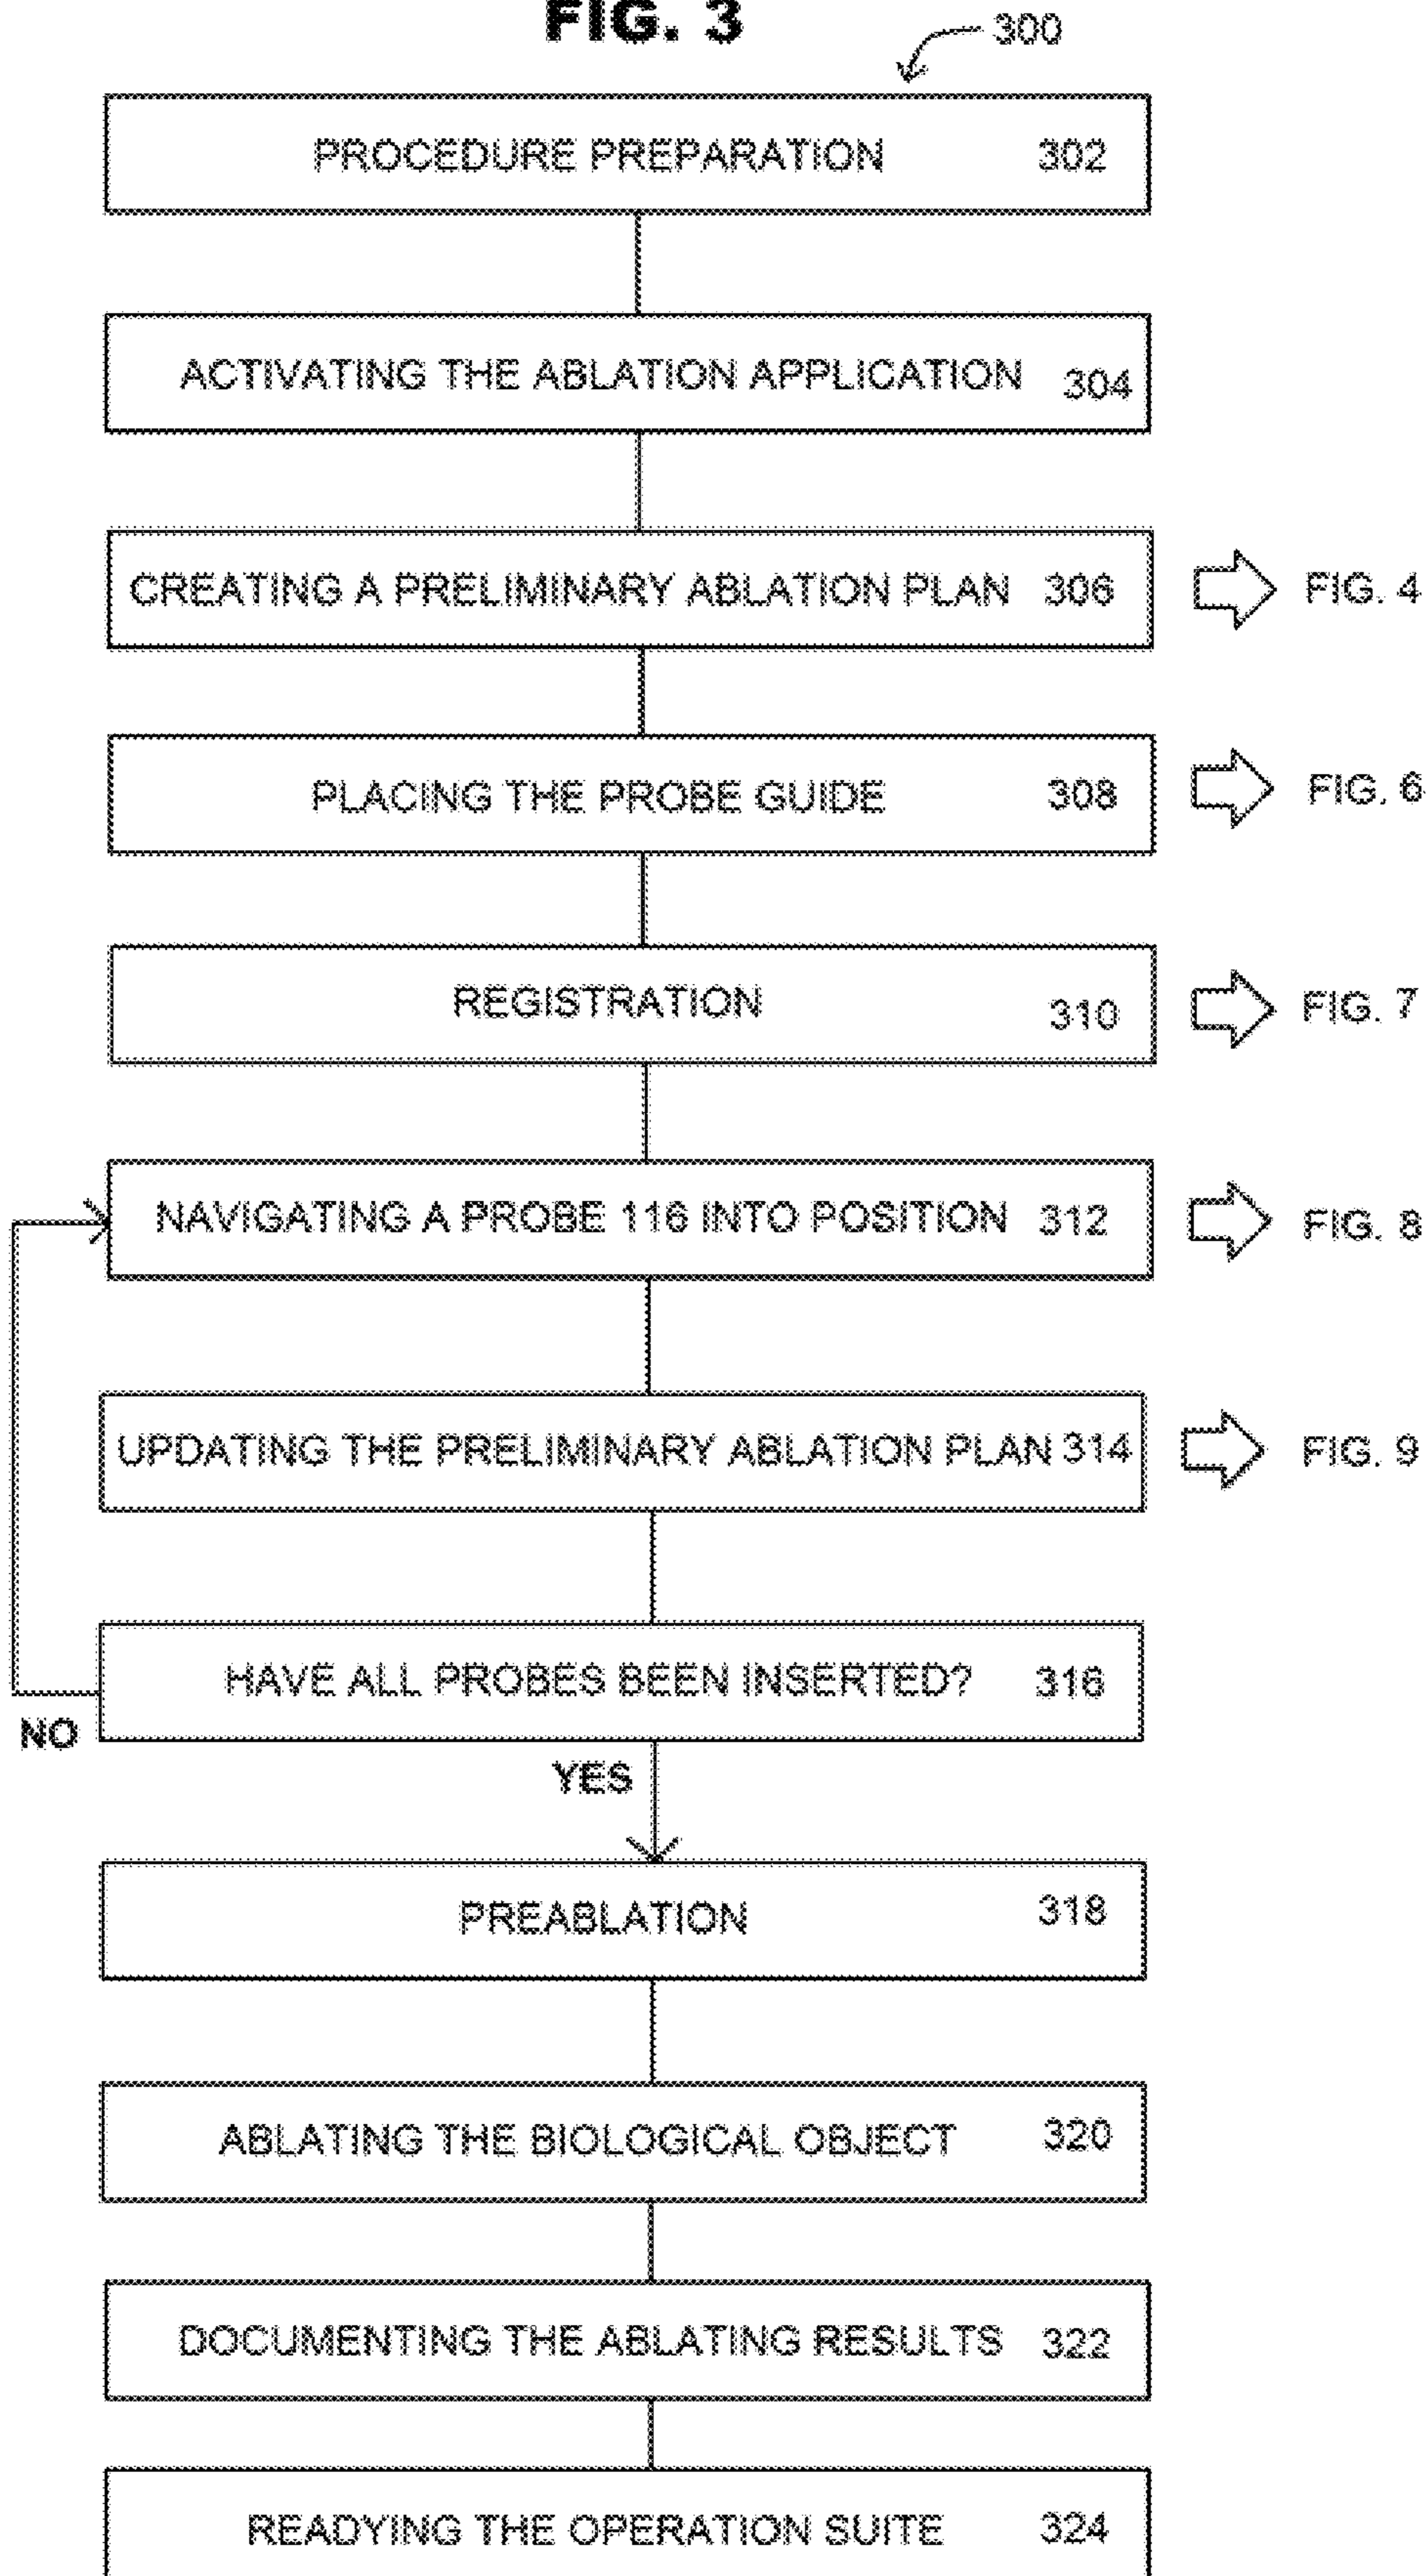 FIG. 3
300
PROCEDURE PREPARATION 302
ACTIVATING THE ABLATION APPLICATION 304
CREATING A PRELIMINARY ABLATION PLAN 306 FIG. 4
PLACING THE PROBE GUIDE 308 FIG. 6
REGISTRATION 310 FIG. 7
NAVIGATING A PROBE 116 INTO POSITION 312 FIG. 8
UPDATING THE PRELIMINARY ABLATION PLAN 314 FIG. 9
HAVE ALL PROBES BEEN INSERTED? 316
NO
YES
PREABLATION 318
ABLATING THE BIOLOGICAL OBJECT 320
DOCUMENTING THE ABLATING RESULTS 322
READYING THE OPERATION SUITE 324